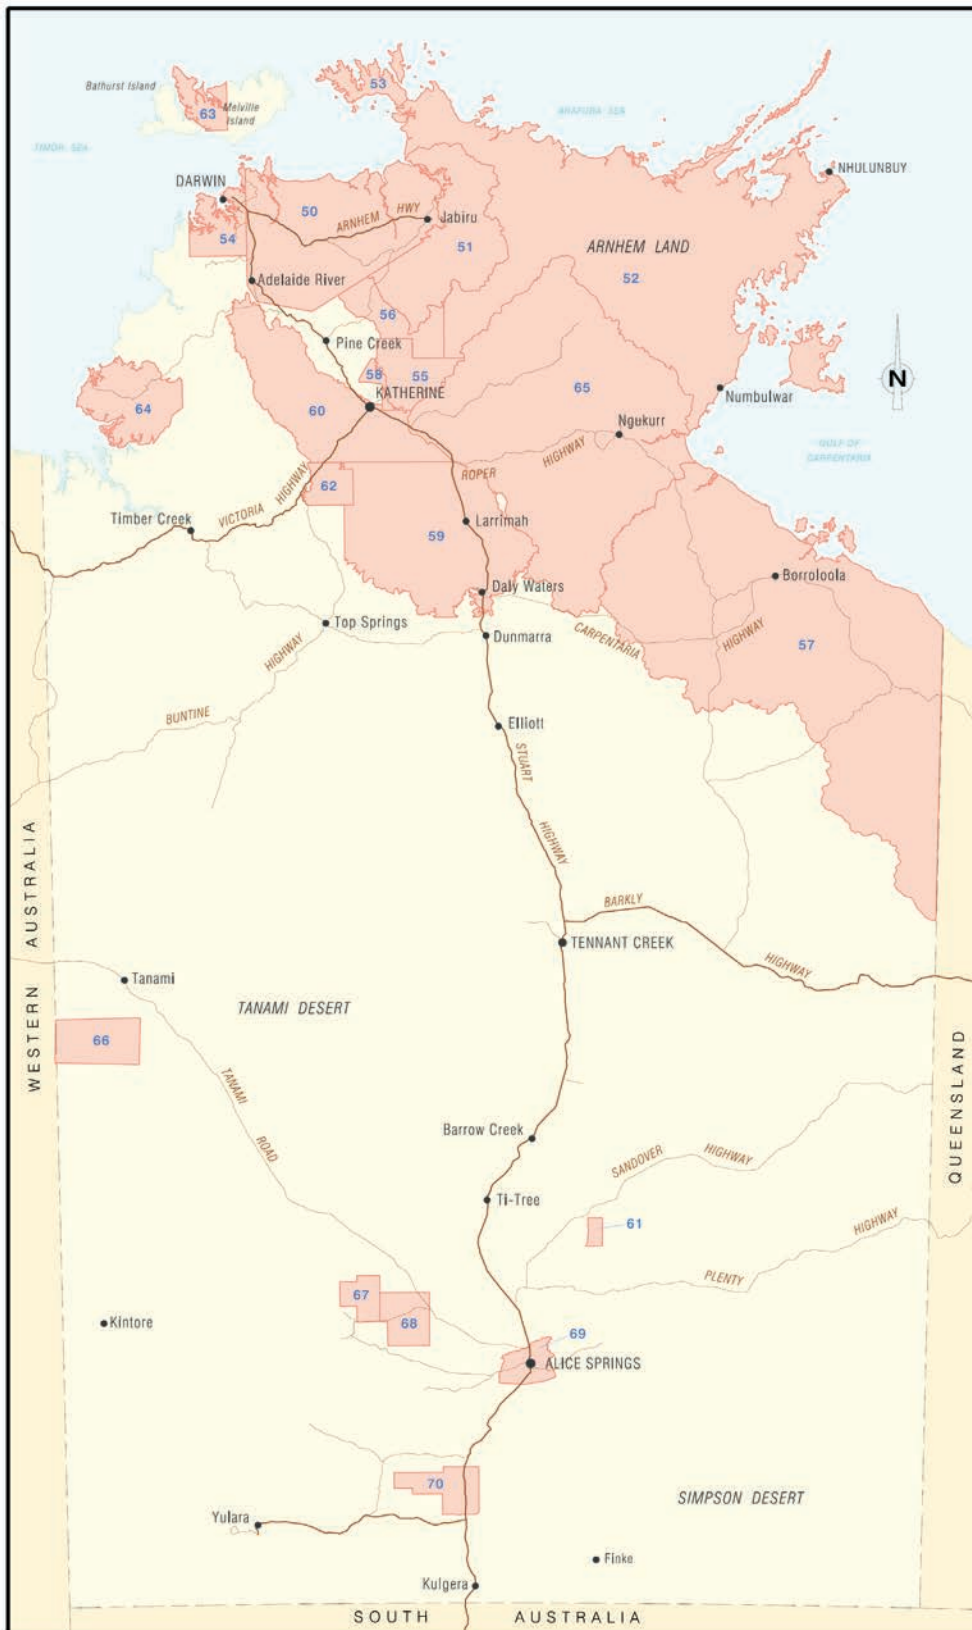 53
Bathurst Island
63
Melville
Island
ARAFURA SEA
TIMOR SEA
NHULUNBUY
DARWIN
50
ARNHEM HWY
Jabiru
54
51
ARNHEM LAND
52
Adelaide River
56
Pine Creek
N
58
55
65
KATHERINE
Numbulwar
64
60
Ngukurr
GULF OF
CARPENTARIA
HIGHWAY
ROPER
62
VICTORIA HIGHWAY
Timber Creek
Larrimah
59
Borroloola
Daly Waters
Top Springs
CARPENTARIA
HIGHWAY
Dunmarra
57
HIGHWAY
BUNTINE
Elliott
STUART
HIGHWAY
WESTERN AUSTRALIA
BARKLY
HIGHWAY
TENNANT CREEK
Tanami
TANAMI DESERT
66
QUEENSLAND
TANAMI
ROAD
Barrow Creek
SANDOVER
HIGHWAY
Ti-Tree
61
HIGHWAY
PLENTY
67
68
Kintore
69
ALICE SPRINGS
70
SIMPSON DESERT
Yulara
Finke
Kulgera
SOUTH AUSTRALIA